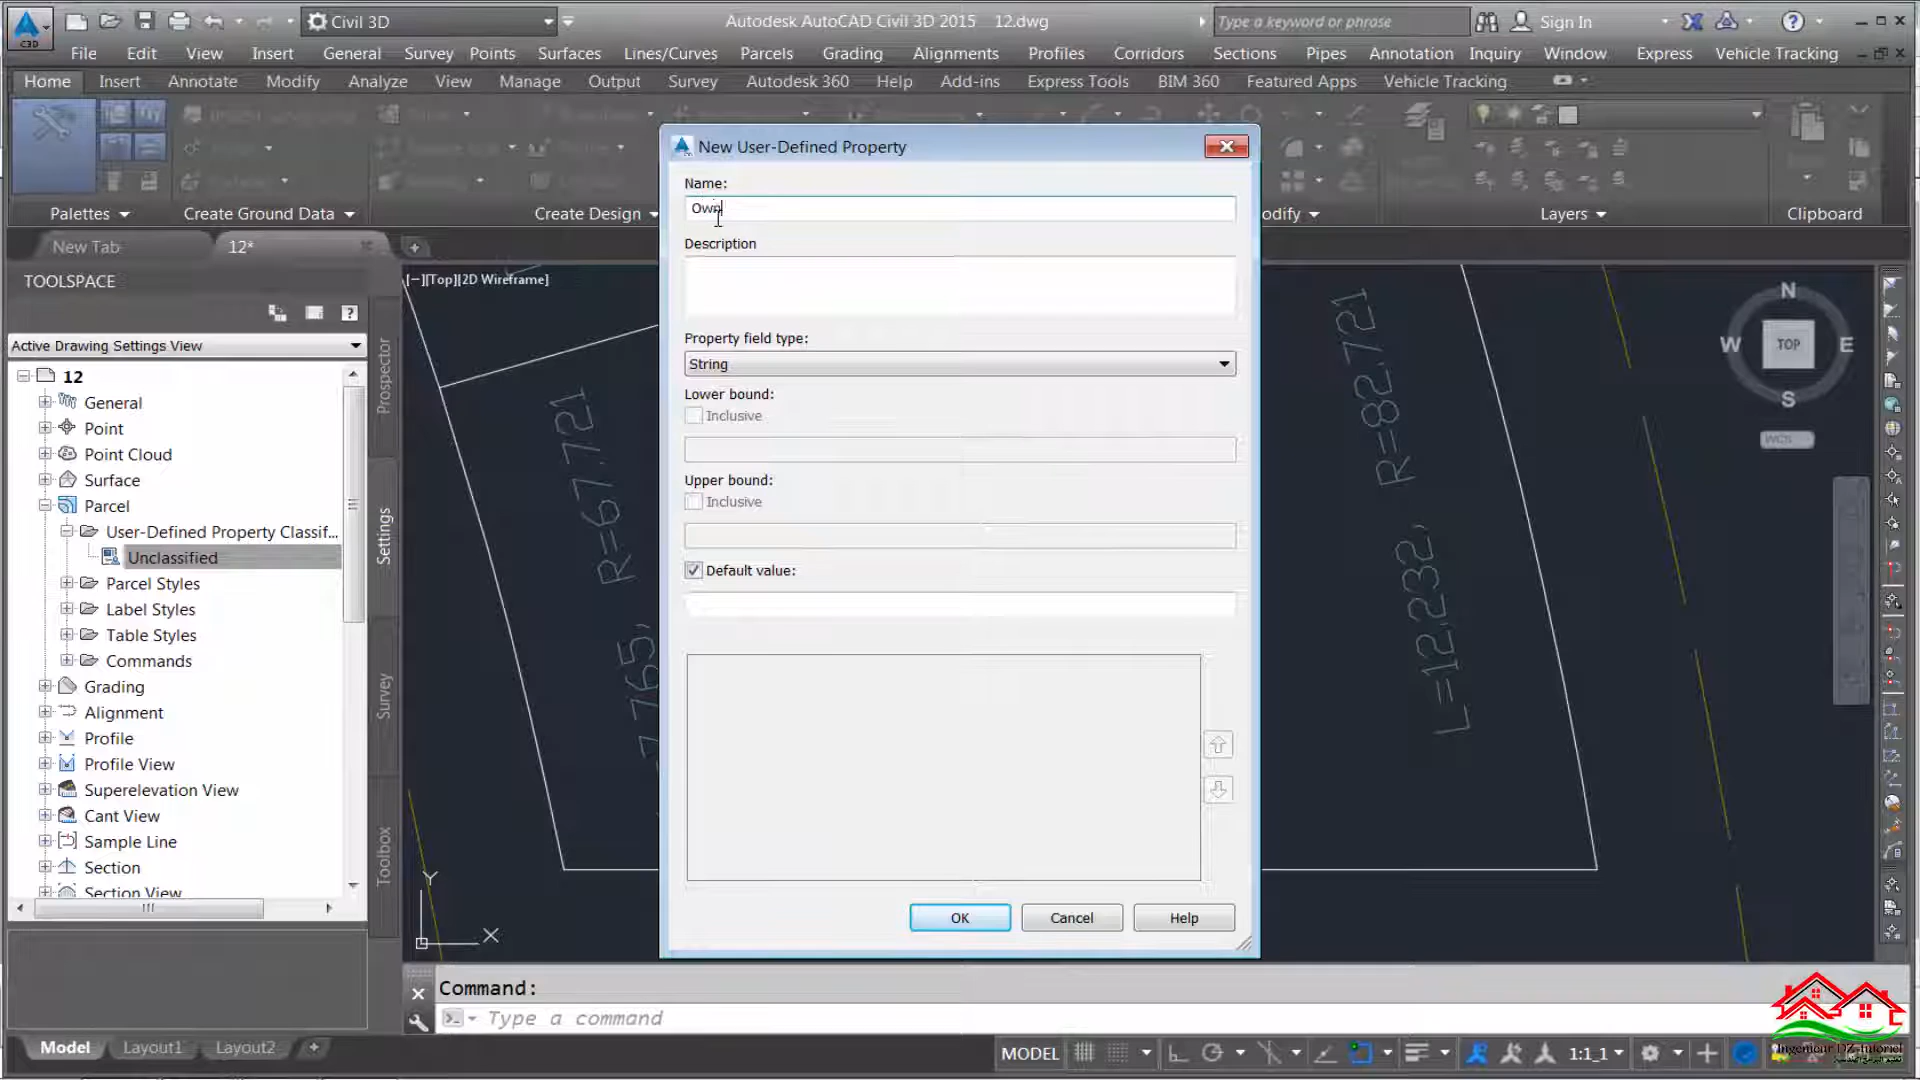 Civil 3D
Autodesk AutoCAD Civil 3D 2015 12.dwg
Type a keyword or phrase
Sign In
C3D
File Edit View Insert General Survey Points Surfaces Lines/Curves Parcels Grading Alignments Profiles Corridors Sections Pipes Annotation Inquiry Window Express Vehicle Tracking
Home Insert Annotate Modify Analyze View Manage Output Survey Autodesk 360 Help Add-ins Express Tools BIM 360 Featured Apps Vehicle Tracking
Palettes Create Ground Data Create Design odify Layers Clipboard
New Tab 12*
TOOLSPACE
Active Drawing Settings View
12
General
Point
Point Cloud
Surface
Parcel
User-Defined Property Classif...
Unclassified
Parcel Styles
Label Styles
Table Styles
Commands
Grading
Alignment
Profile
Profile View
Superelevation View
Cant View
Sample Line
Section
Section View
Prospector
Settings
Survey
Toolbox
[−][Top][2D Wireframe]
R=67.721
7.765,
New User-Defined Property
Name:
Own
Description
Property field type:
String
Lower bound:
Inclusive
Upper bound:
Inclusive
Default value:
OK Cancel Help
R=82.721
L=12.232,
N
W TOP E
S
WCS
Y
X
Command:
Type a command
Model Layout1 Layout2
MODEL 1:1_1
Ingenieur DZ-tutoriel